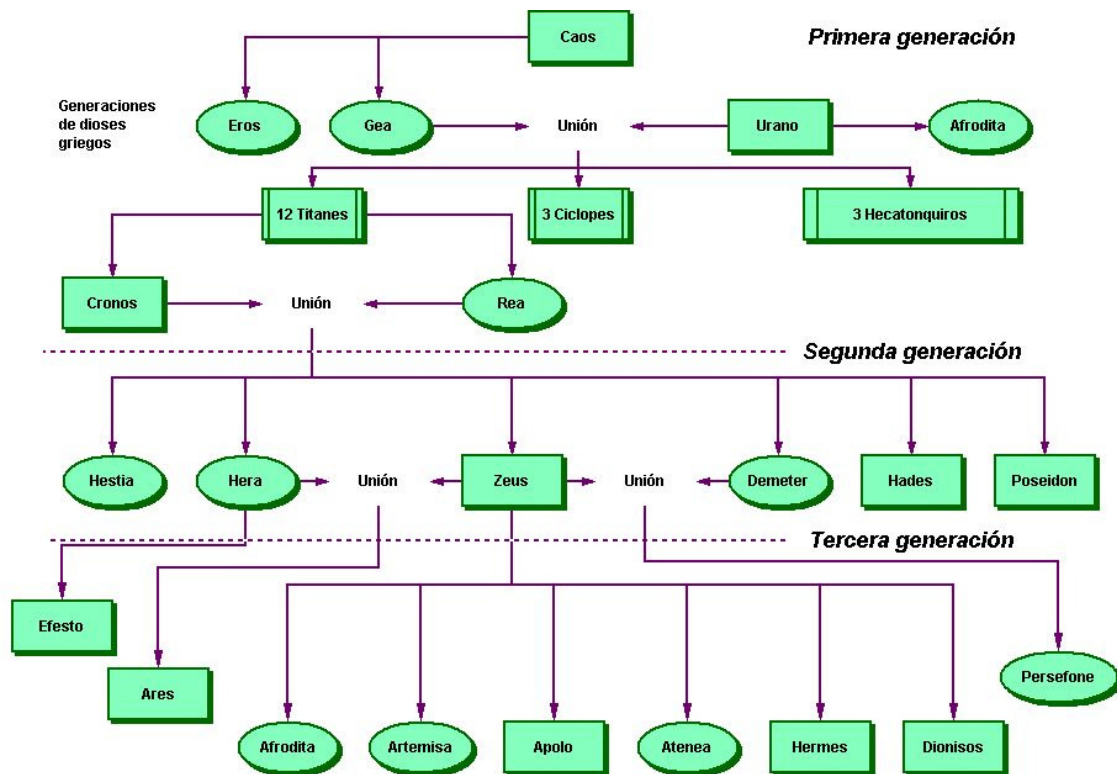 Caos
Primera generación
Generaciones
de dioses
griegos
Eros
Gea
Unión
Urano
Afrodita
12 Titanes
3 Ciclopes
3 Hecatonquiros
Cronos
Unión
Rea
Segunda generación
Hestia
Hera
Unión
Zeus
Unión
Demeter
Hades
Poseidon
Tercera generación
Efesto
Ares
Persefone
Afrodita
Artemisa
Apolo
Atenea
Hermes
Dionisos